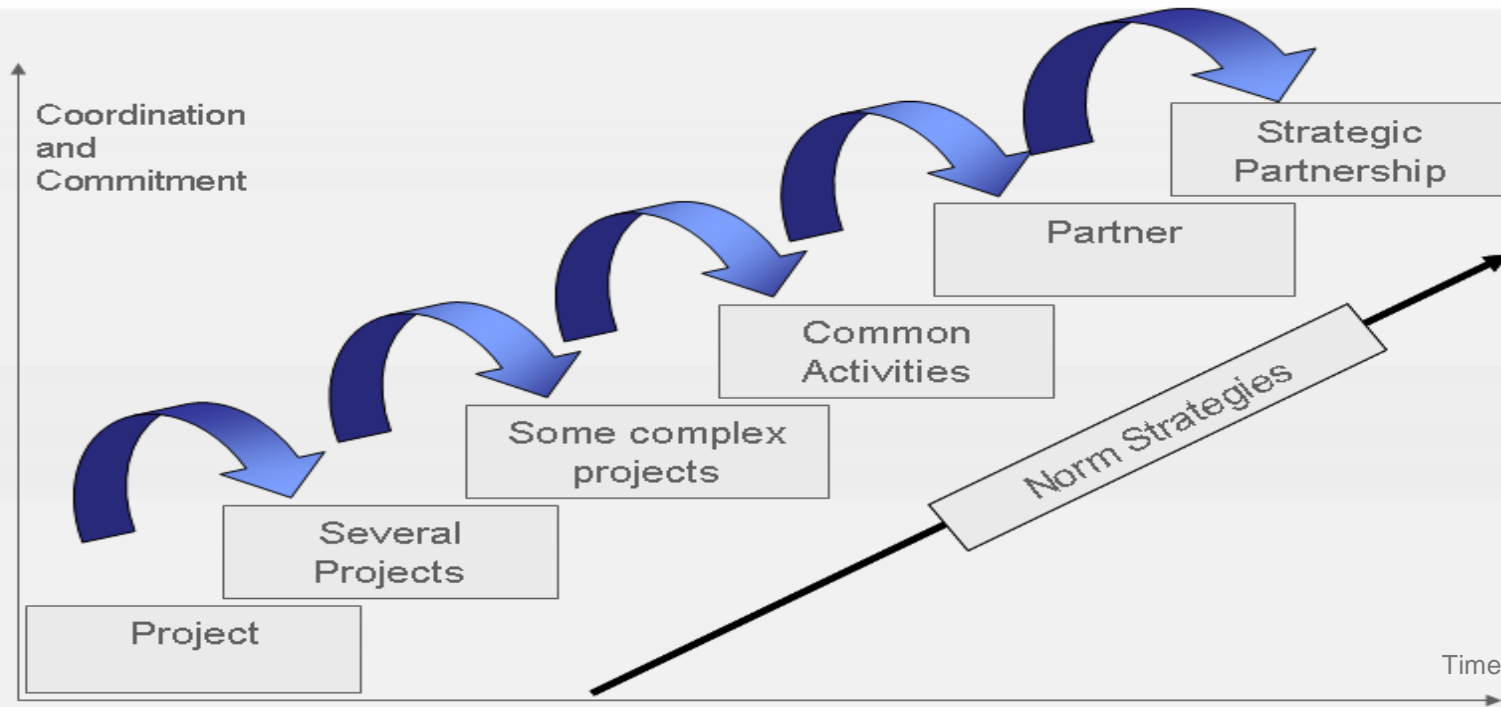 Coordination
and
Commitment
Strategic
Partnership
Partner
Common
Activities
Some complex
projects
Several
Projects
Project
Norm Strategies
Time